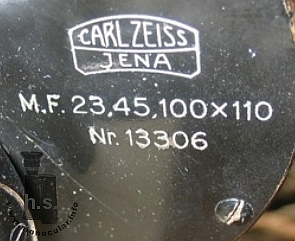 CARL ZEISS
JENA
M.F. 23,45,100×110
Nr. 13306
h.s.